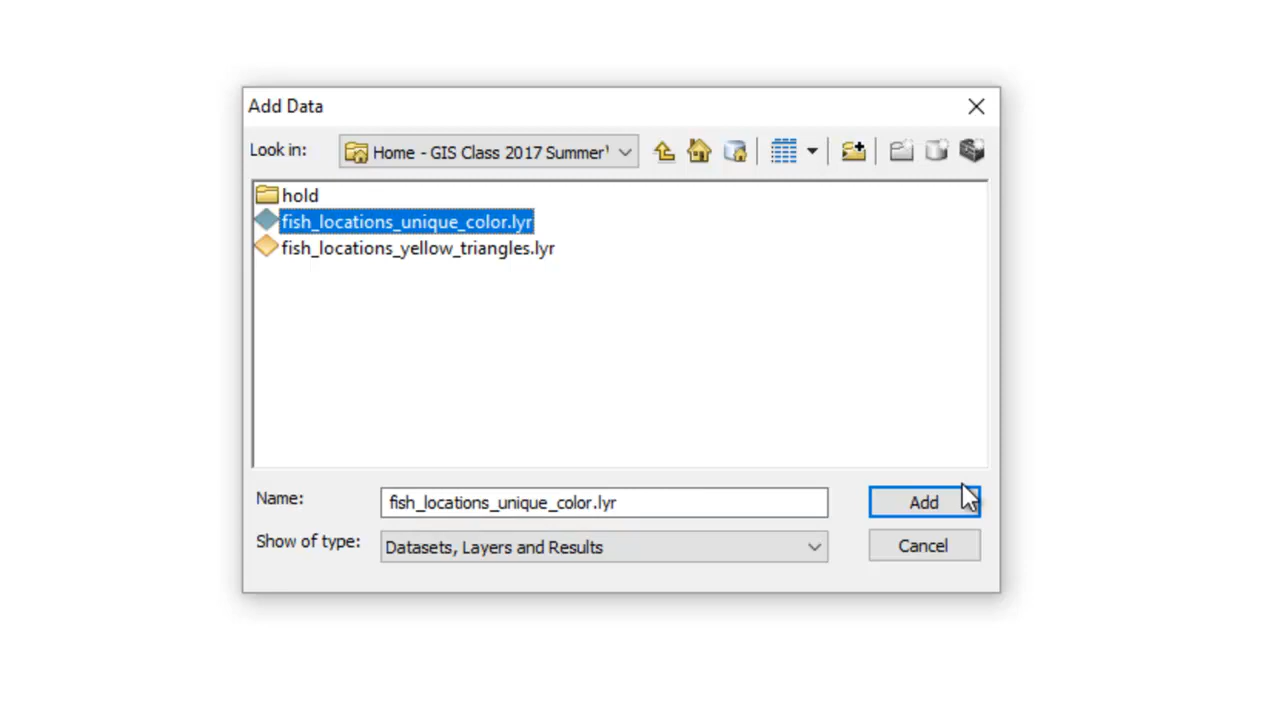 Add Data
Look in: Home - GIS Class 2017 Summer\
hold
fish_locations_unique_color.lyr
fish_locations_yellow_triangles.lyr
Name: fish_locations_unique_color.lyr Add
Show of type: Datasets, Layers and Results Cancel